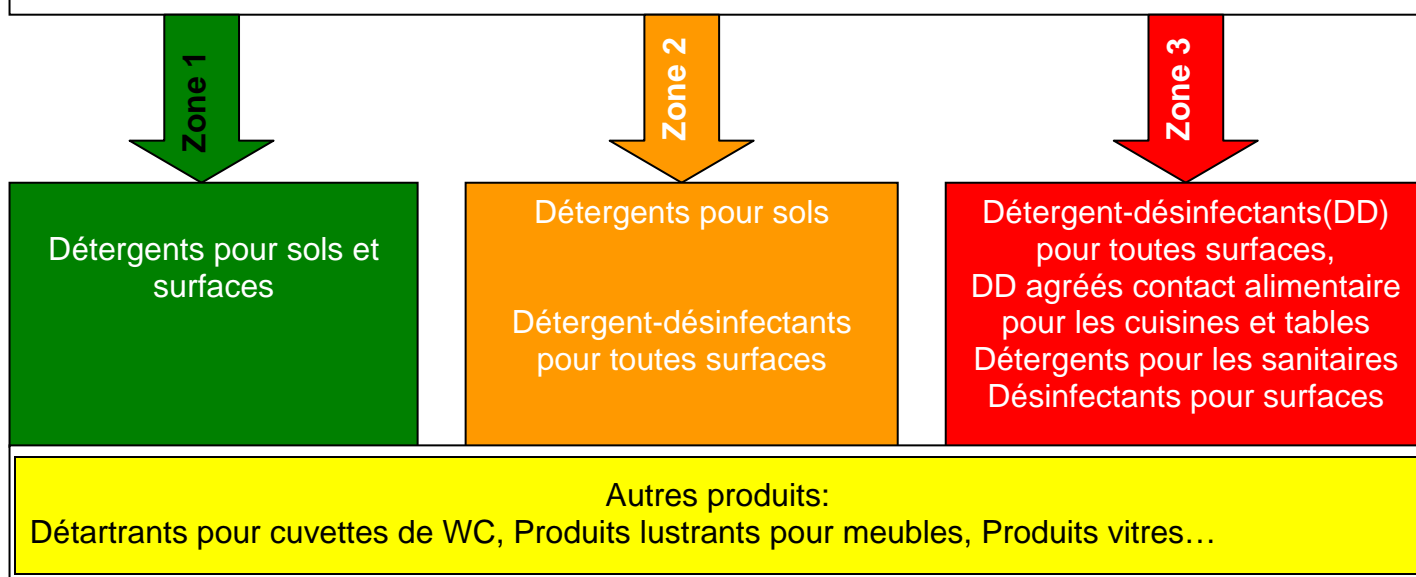 Zone 1
Zone 2
Zone 3
Détergents pour sols et
surfaces
Détergents pour sols
Détergent-désinfectants
pour toutes surfaces
Détergent-désinfectants(DD)
pour toutes surfaces,
DD agréés contact alimentaire
pour les cuisines et tables
Détergents pour les sanitaires
Désinfectants pour surfaces
Autres produits:
Détartrants pour cuvettes de WC, Produits lustrants pour meubles, Produits vitres…